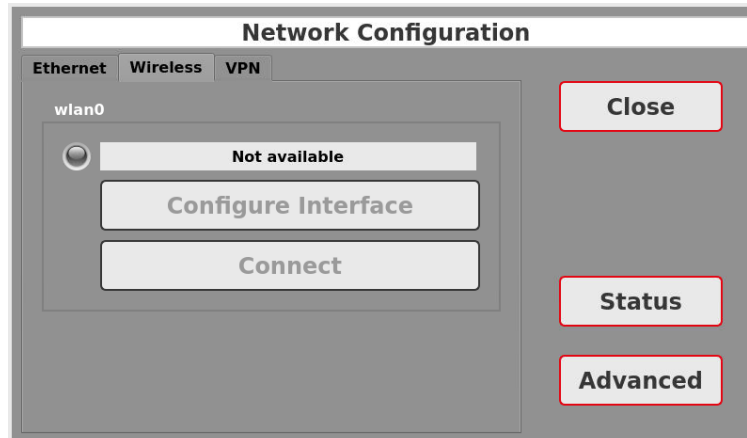 Network Configuration
Ethernet Wireless VPN
wlan0
Close
Not available
Configure Interface
Connect
Status
Advanced